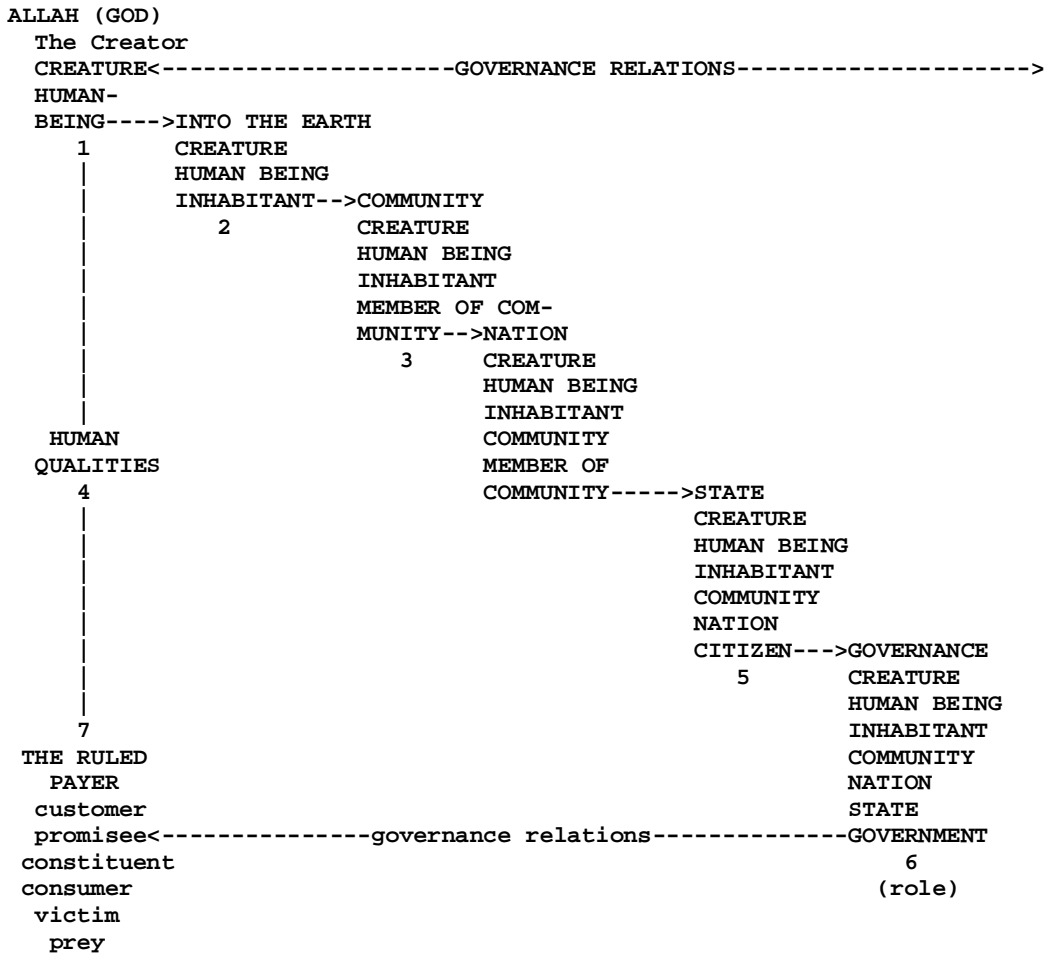 ALLAH (GOD)
The Creator
CREATURE<---------------------GOVERNANCE RELATIONS--------------------->
HUMAN-
BEING---->INTO THE EARTH
1 CREATURE
| HUMAN BEING
| INHABITANT-->COMMUNITY
| 2 CREATURE
| HUMAN BEING
| INHABITANT
| MEMBER OF COM-
| MUNITY-->NATION
| 3 CREATURE
| HUMAN BEING
| INHABITANT
HUMAN COMMUNITY
QUALITIES MEMBER OF
4 COMMUNITY----->STATE
| CREATURE
| HUMAN BEING
| INHABITANT
| COMMUNITY
| NATION
| CITIZEN--->GOVERNANCE
| 5 CREATURE
| HUMAN BEING
7 INHABITANT
THE RULED COMMUNITY
PAYER NATION
customer STATE
promisee<---------------governance relations--------------GOVERNMENT
constituent 6
consumer (role)
victim
prey